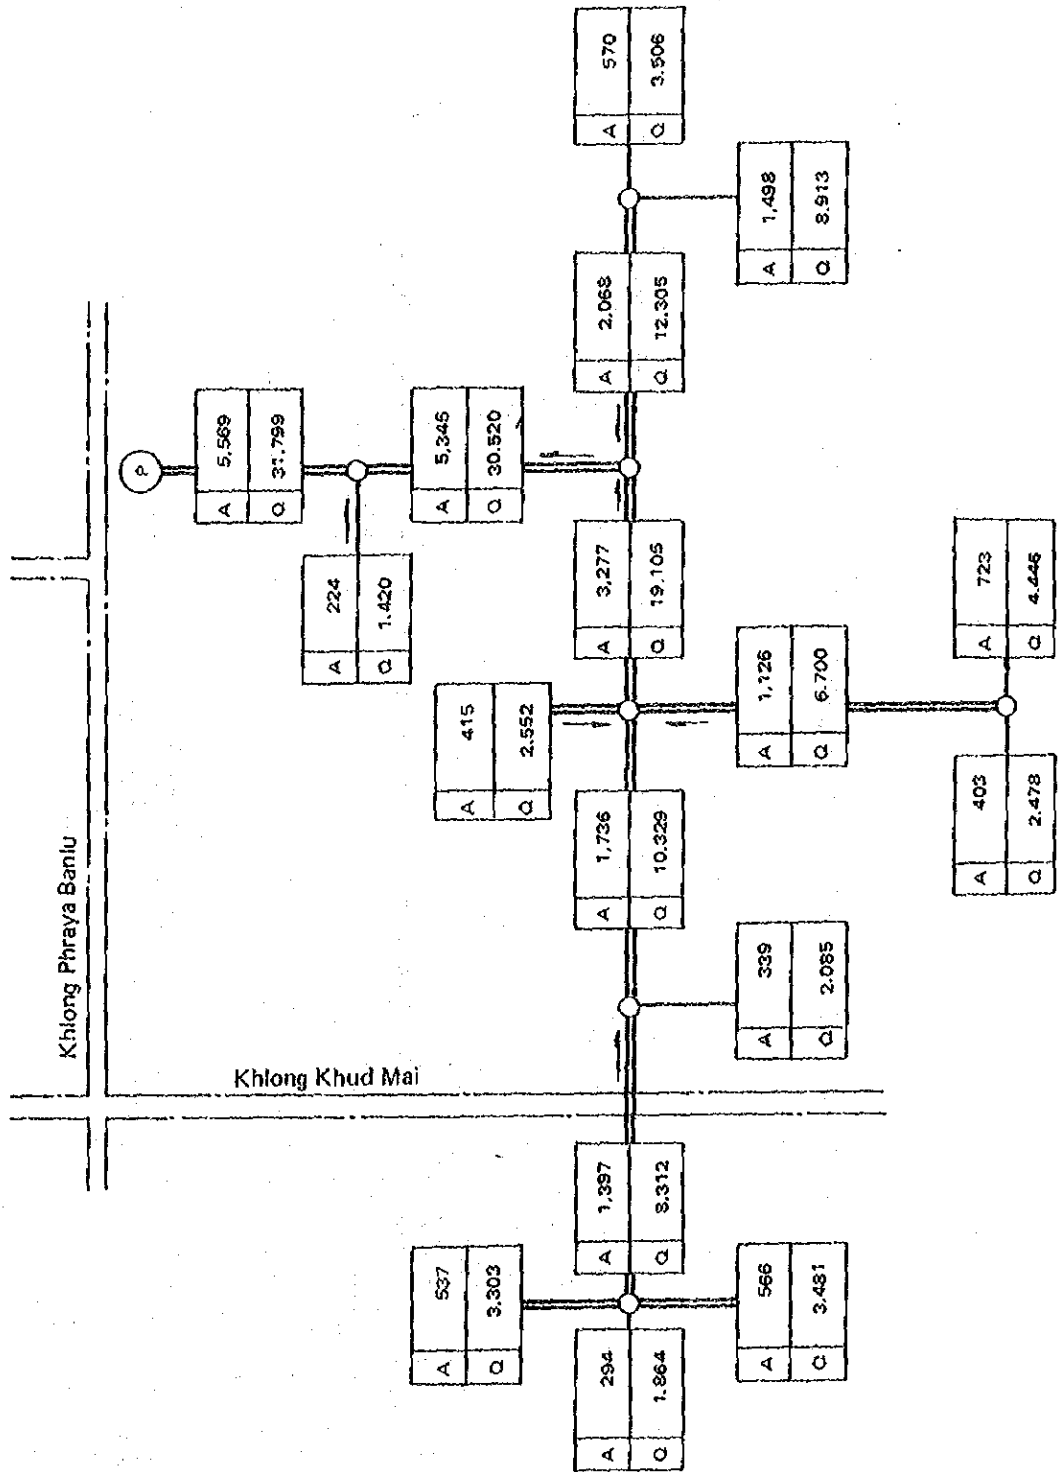 Khlong Phraya Banlu
Khlong Khud Mai
P
A 5,569
Q 31.799
A 224
Q 1.420
A 5,345
Q 30.520
A 415
Q 2.552
A 537
Q 3.303
A 294
Q 1.864
A 1,397
Q 8.312
A 1,736
Q 10.329
A 3,277
Q 19.105
A 2,068
Q 12.305
A 570
Q 3.506
A 566
Q 3.481
A 339
Q 2.085
A 1,126
Q 6.700
A 1,498
Q 8.913
A 403
Q 2.478
A 723
Q 4.446